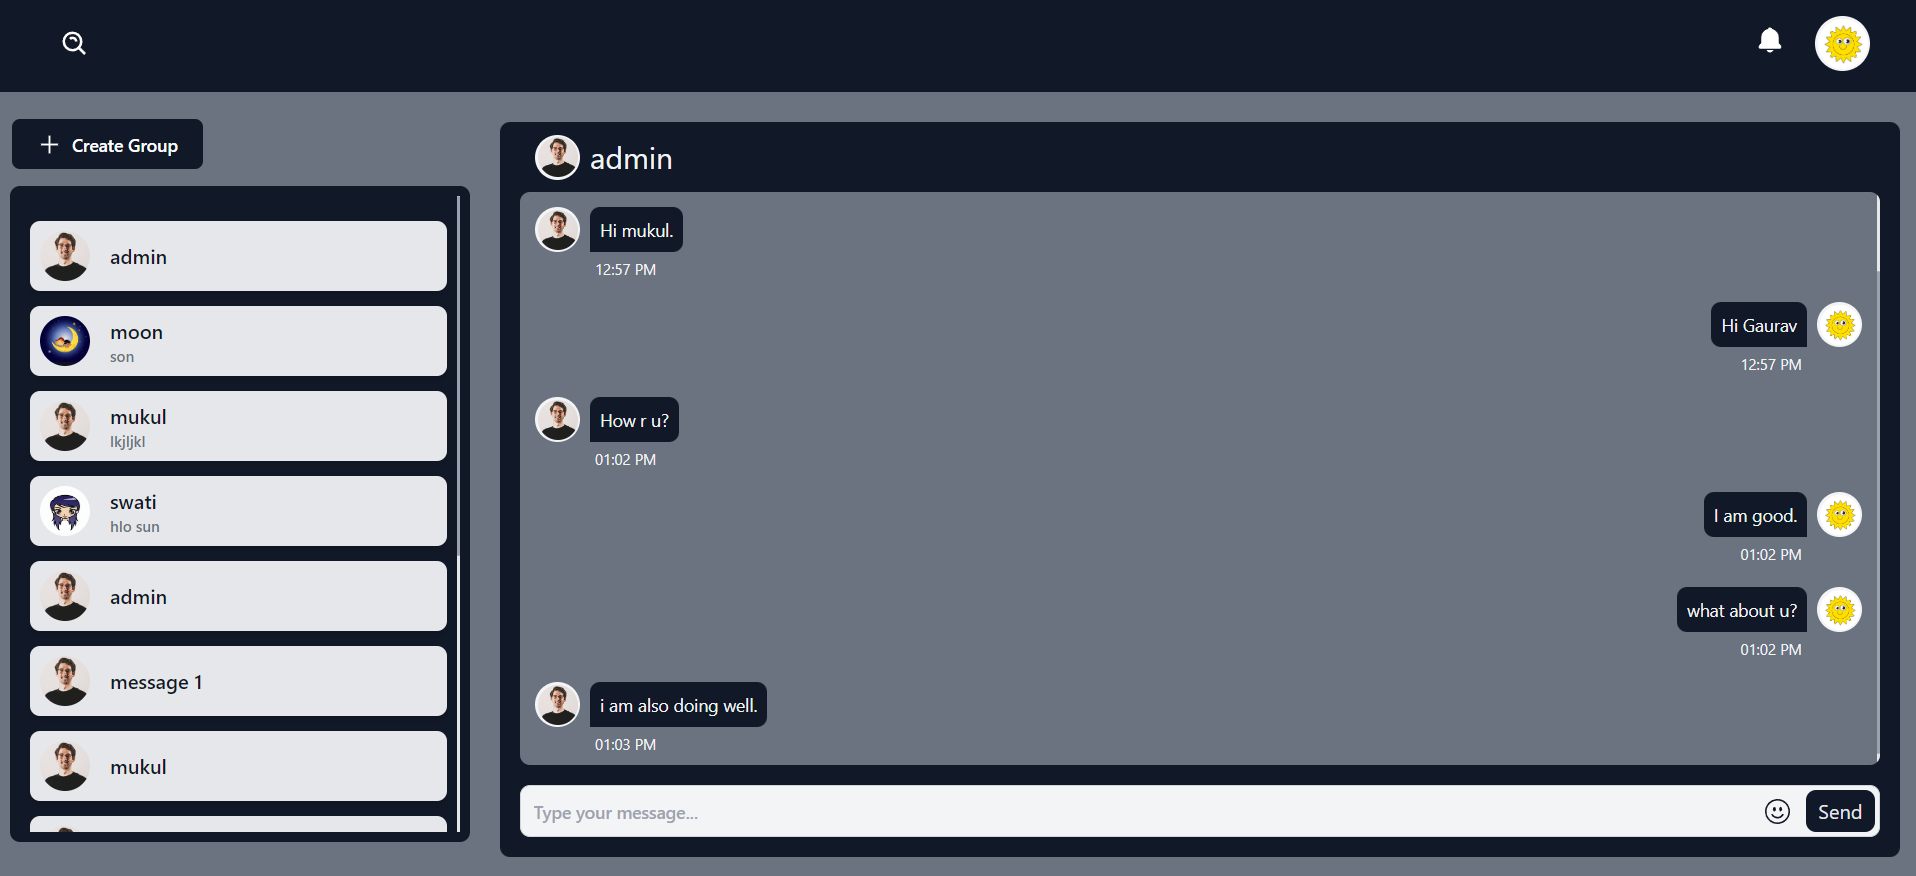 Create Group
admin
moon
son
mukul
lkjljkl
swati
hlo sun
admin
message 1
mukul
admin
Hi mukul.
12:57 PM
Hi Gaurav
12:57 PM
How r u?
01:02 PM
I am good.
01:02 PM
what about u?
01:02 PM
i am also doing well.
01:03 PM
Type your message...
Send